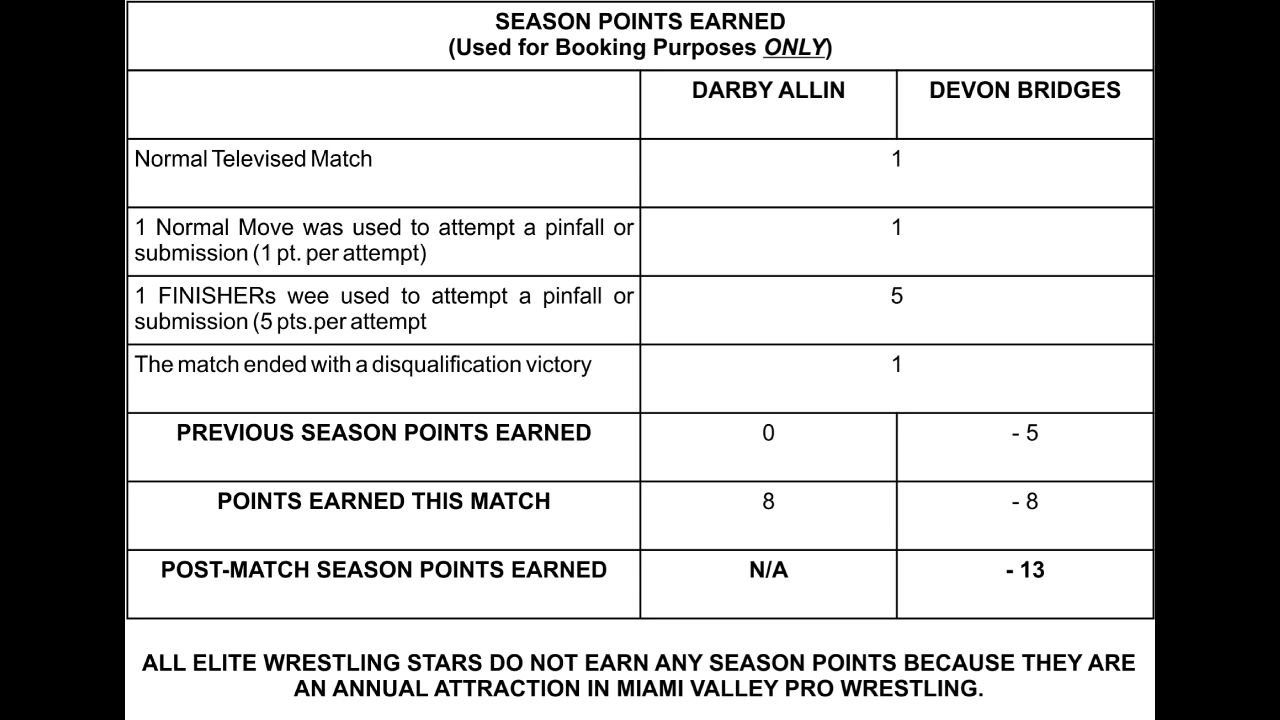 SEASON POINTS EARNED
(Used for Booking Purposes ONLY)
DARBY ALLIN DEVON BRIDGES
Normal Televised Match 1
1 Normal Move was used to attempt a pinfall or 1
submission (1 pt. per attempt)
1 FINISHERs wee used to attempt a pinfall or 5
submission (5 pts.per attempt
The match ended with a disqualification victory 1
PREVIOUS SEASON POINTS EARNED 0 - 5
POINTS EARNED THIS MATCH 8 - 8
POST-MATCH SEASON POINTS EARNED N/A - 13
ALL ELITE WRESTLING STARS DO NOT EARN ANY SEASON POINTS BECAUSE THEY ARE
AN ANNUAL ATTRACTION IN MIAMI VALLEY PRO WRESTLING.